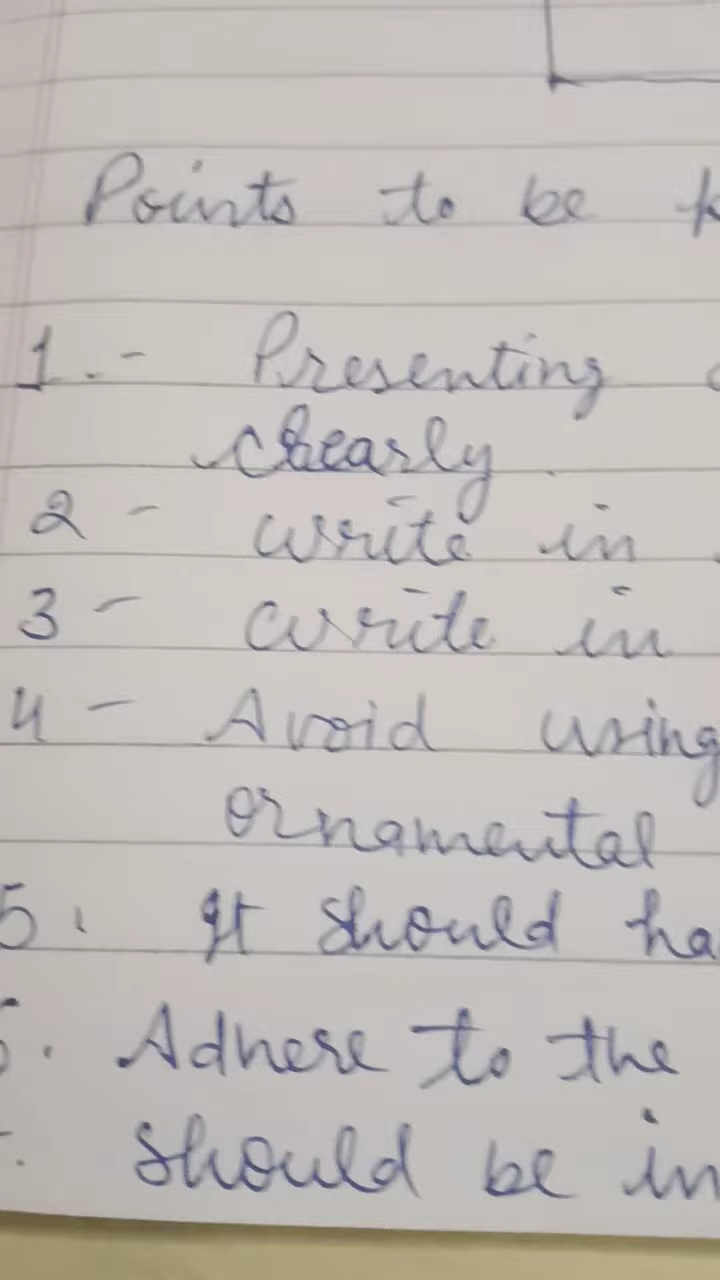 Points to be
1.- Presenting
clearly.
2 - write in
3 - write in
4 - Avoid using
ornamental
5. It should ha
. Adhere to the
. should be in